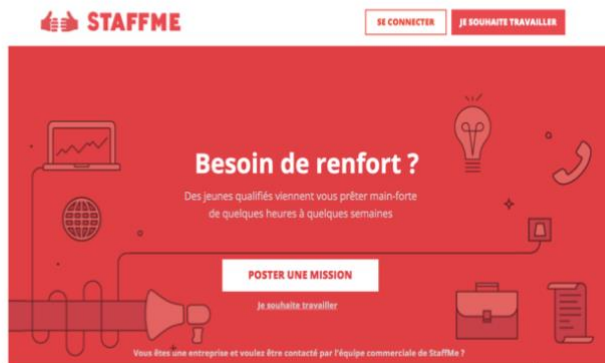 STAFFME
SE CONNECTER
JE SOUHAITE TRAVAILLER
Besoin de renfort ?
Des jeunes qualifiés viennent vous prêter main-forte
de quelques heures à quelques semaines
POSTER UNE MISSION
Je souhaite travailler
Vous êtes une entreprise et voulez être contacté par l'équipe commerciale de StaffMe ?